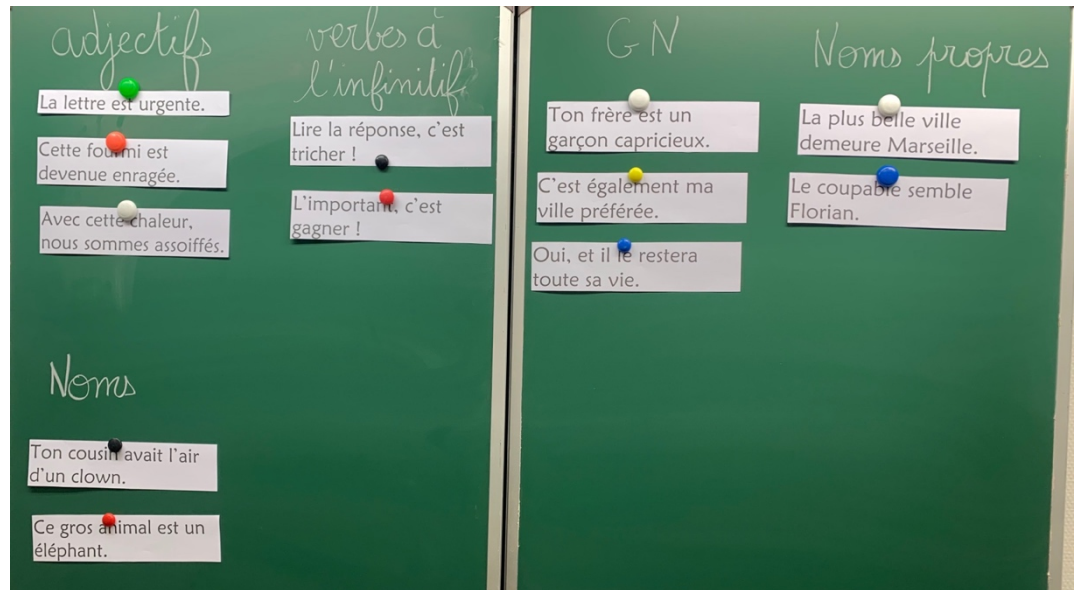 adjectifs
La lettre est urgente.
Cette fourmi est
devenue enragée.
Avec cette chaleur,
nous sommes assoiffés.
verbes à
l'infinitif
Lire la réponse, c'est
tricher !
L'important, c'est
gagner !
Noms
Ton cousin avait l'air
d'un clown.
Ce gros animal est un
éléphant.
GN
Ton frère est un
garçon capricieux.
C'est également ma
ville préférée.
Oui, et il le restera
toute sa vie.
Noms propres
La plus belle ville
demeure Marseille.
Le coupable semble
Florian.